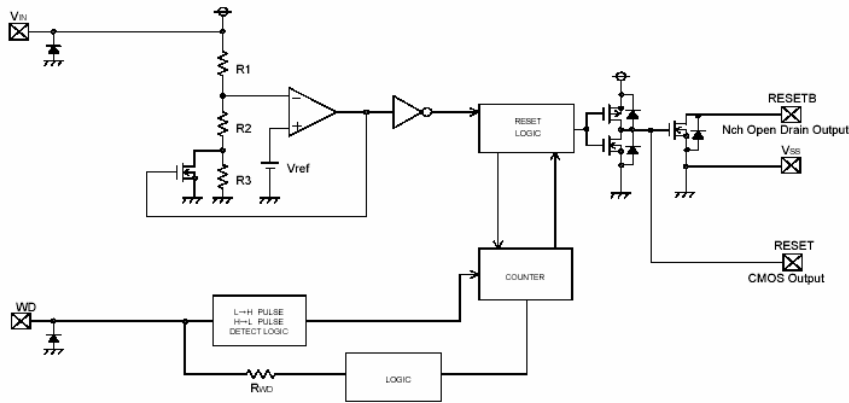 VIN
R1
R2
R3
Vref
RESET
LOGIC
RESETB
Nch Open Drain Output
VSS
RESET
CMOS Output
COUNTER
WD
L→H PULSE
H→L PULSE
DETECT LOGIC
RWD
LOGIC